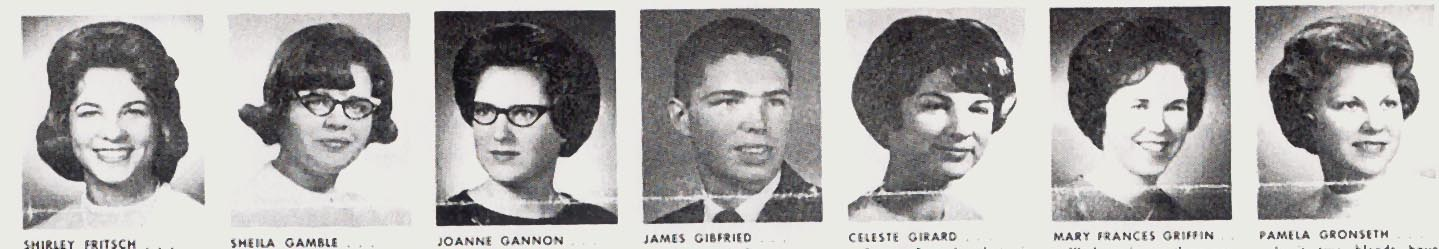 SHIRLEY FRITSCH . . .
SHEILA GAMBLE . . .
JOANNE GANNON . . .
JAMES GIBFRIED . . .
CELESTE GIRARD . . .
MARY FRANCES GRIFFIN . . .
PAMELA GRONSETH . . .